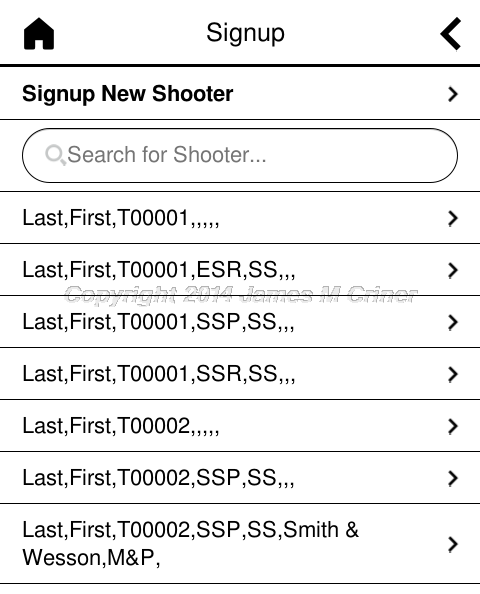 Signup
Signup New Shooter
Search for Shooter...
Last,First,T00001,,,,,
Last,First,T00001,ESR,SS,,,
Copyright 2014 James M Criner
Last,First,T00001,SSP,SS,,,
Last,First,T00001,SSR,SS,,,
Last,First,T00002,,,,,
Last,First,T00002,SSP,SS,,,
Last,First,T00002,SSP,SS,Smith &
Wesson,M&P,